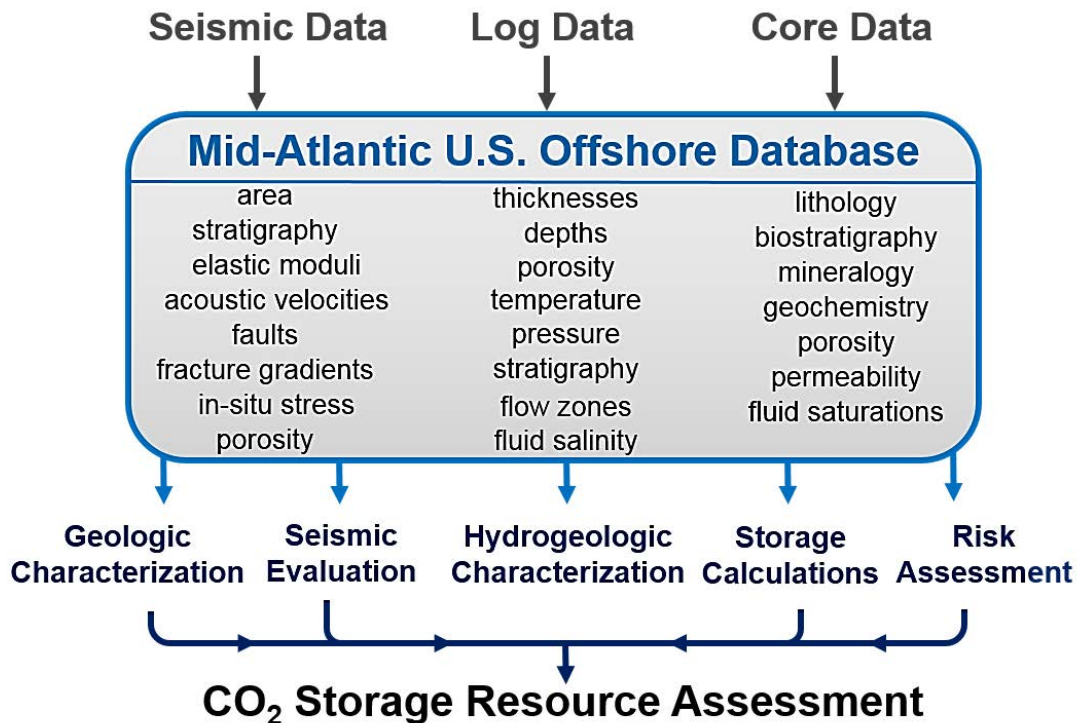 Seismic Data
Log Data
Core Data
Mid-Atlantic U.S. Offshore Database
area
stratigraphy
elastic moduli
acoustic velocities
faults
fracture gradients
in-situ stress
porosity
thicknesses
depths
porosity
temperature
pressure
stratigraphy
flow zones
fluid salinity
lithology
biostratigraphy
mineralogy
geochemistry
porosity
permeability
fluid saturations
Geologic
Characterization
Seismic
Evaluation
Hydrogeologic
Characterization
Storage
Calculations
Risk
Assessment
CO₂ Storage Resource Assessment